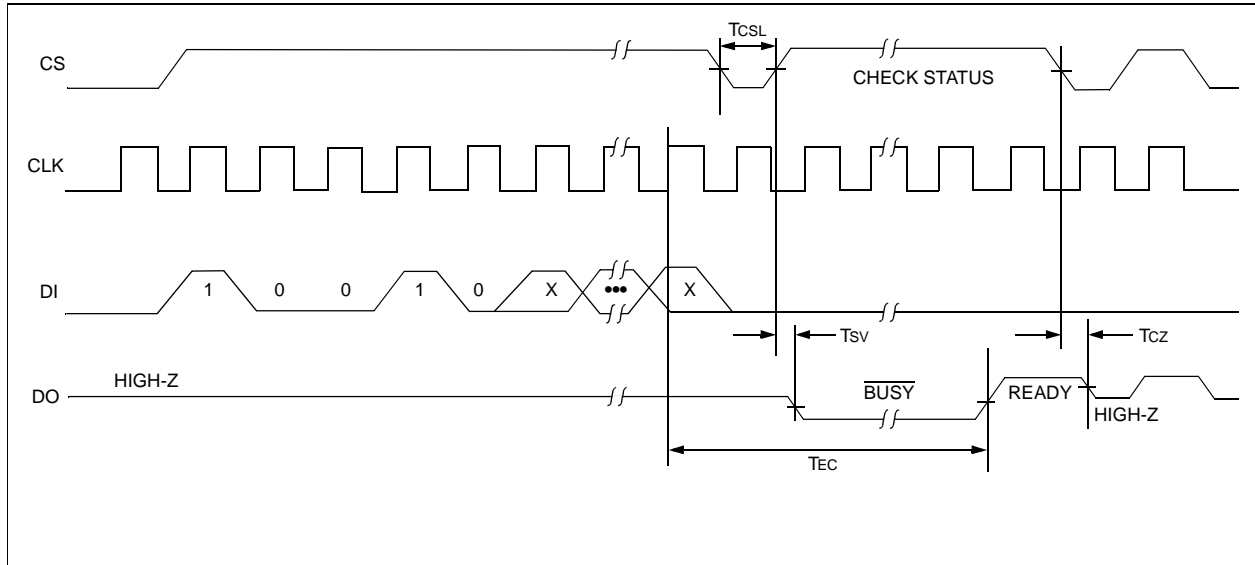 TCSL
CS
CHECK STATUS
CLK
DI
1 0 0 1 0 X ••• X
TSV
TCZ
HIGH-Z
DO
BUSY
READY
HIGH-Z
TEC